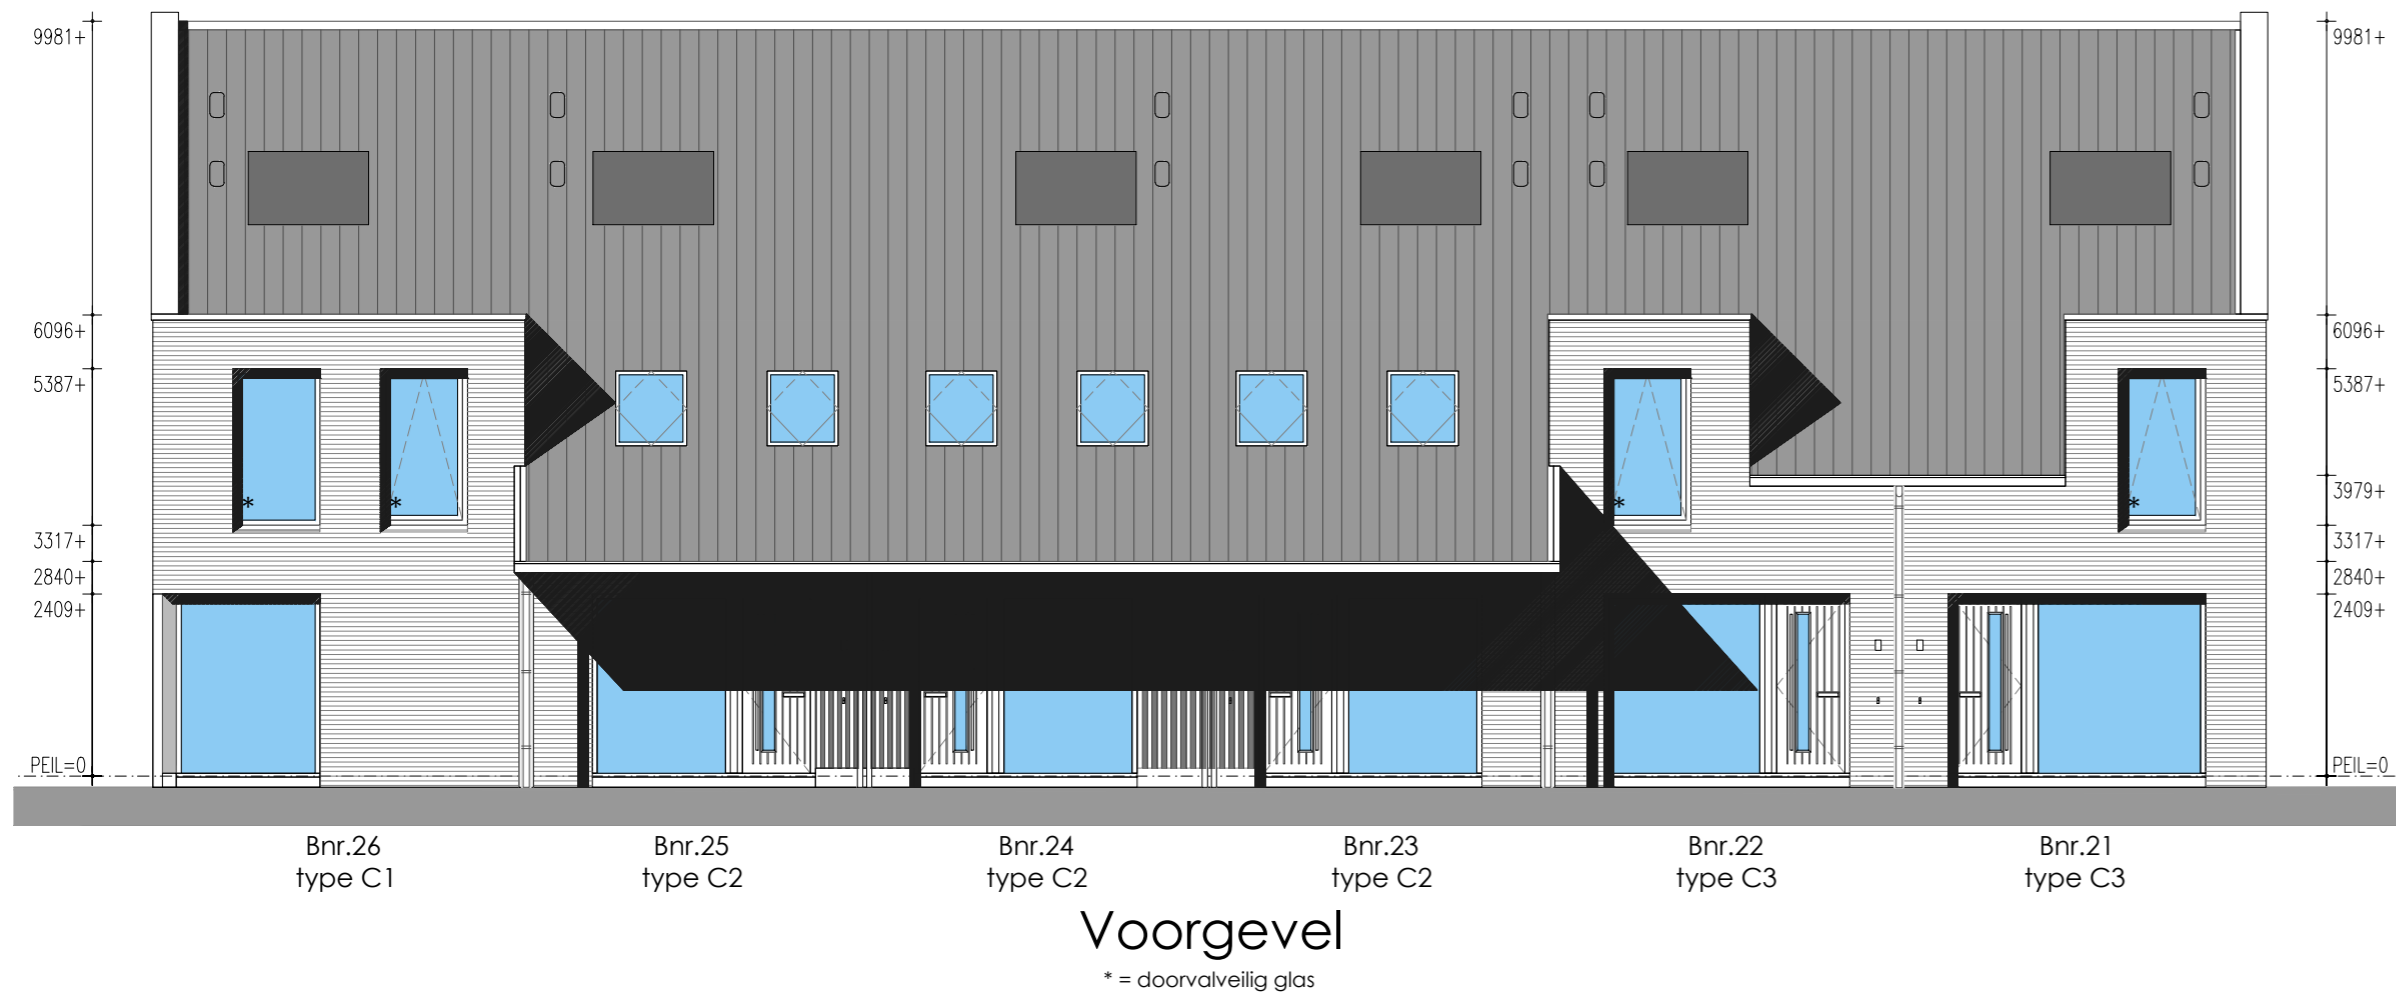 9981+
9981+
6096+
6096+
5387+
5387+
3979+
3317+
3317+
2840+
2840+
2409+
2409+
* * * *
PEIL=0
PEIL=0
Bnr.26 Bnr.25 Bnr.24 Bnr.23 Bnr.22 Bnr.21
type C1 type C2 type C2 type C2 type C3 type C3
Voorgevel
* = doorvalveilig glas